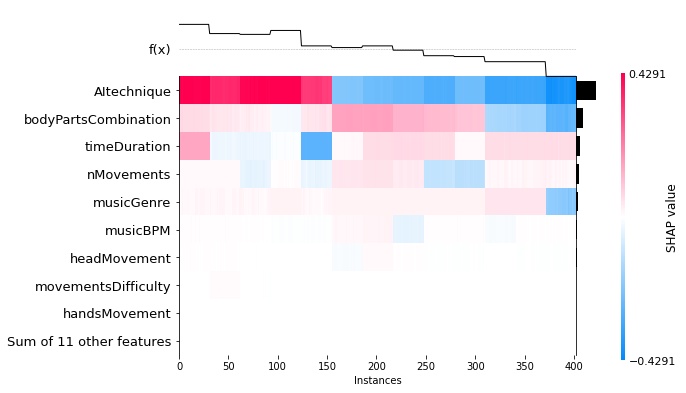 f(x)
0.4291
AItechnique
bodyPartsCombination
timeDuration
nMovements
musicGenre
musicBPM
headMovement
movementsDifficulty
handsMovement
Sum of 11 other features
SHAP value
−0.4291
0 50 100 150 200 250 300 350 400
Instances